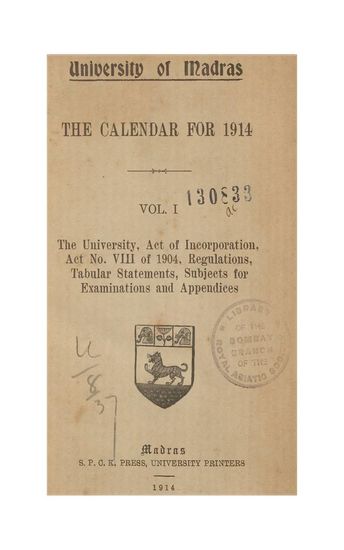 University of Madras
THE CALENDAR FOR 1914
VOL. I
130833
ac
The University, Act of Incorporation,
Act No. VIII of 1904, Regulations,
Tabular Statements, Subjects for
Examinations and Appendices
LIBRARY
OF THE
BOMBAY
BRANCH
OF THE
ROYAL ASIATIC SOC
Madras
S. P. C. K. PRESS, UNIVERSITY PRINTERS
1914